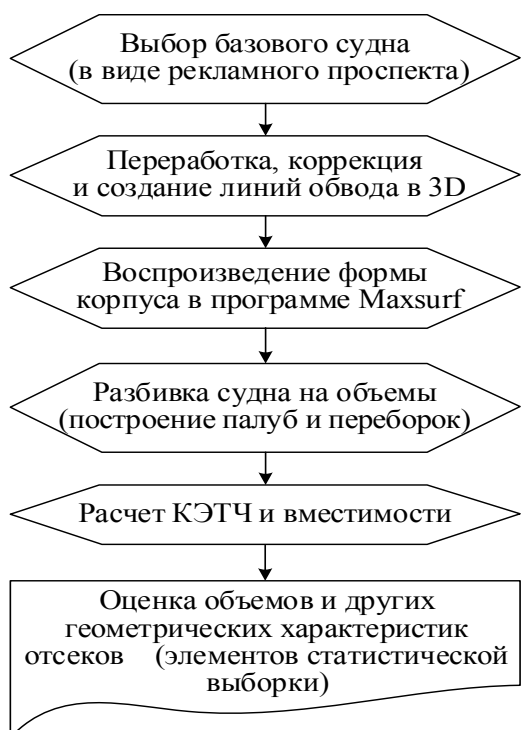 Выбор базового судна
(в виде рекламного проспекта)
Переработка, коррекция
и создание линий обвода в 3D
Воспроизведение формы
корпуса в программе Maxsurf
Разбивка судна на объемы
(построение палуб и переборок)
Расчет КЭТЧ и вместимости
Оценка объемов и других
геометрических характеристик
отсеков (элементов статистической
выборки)